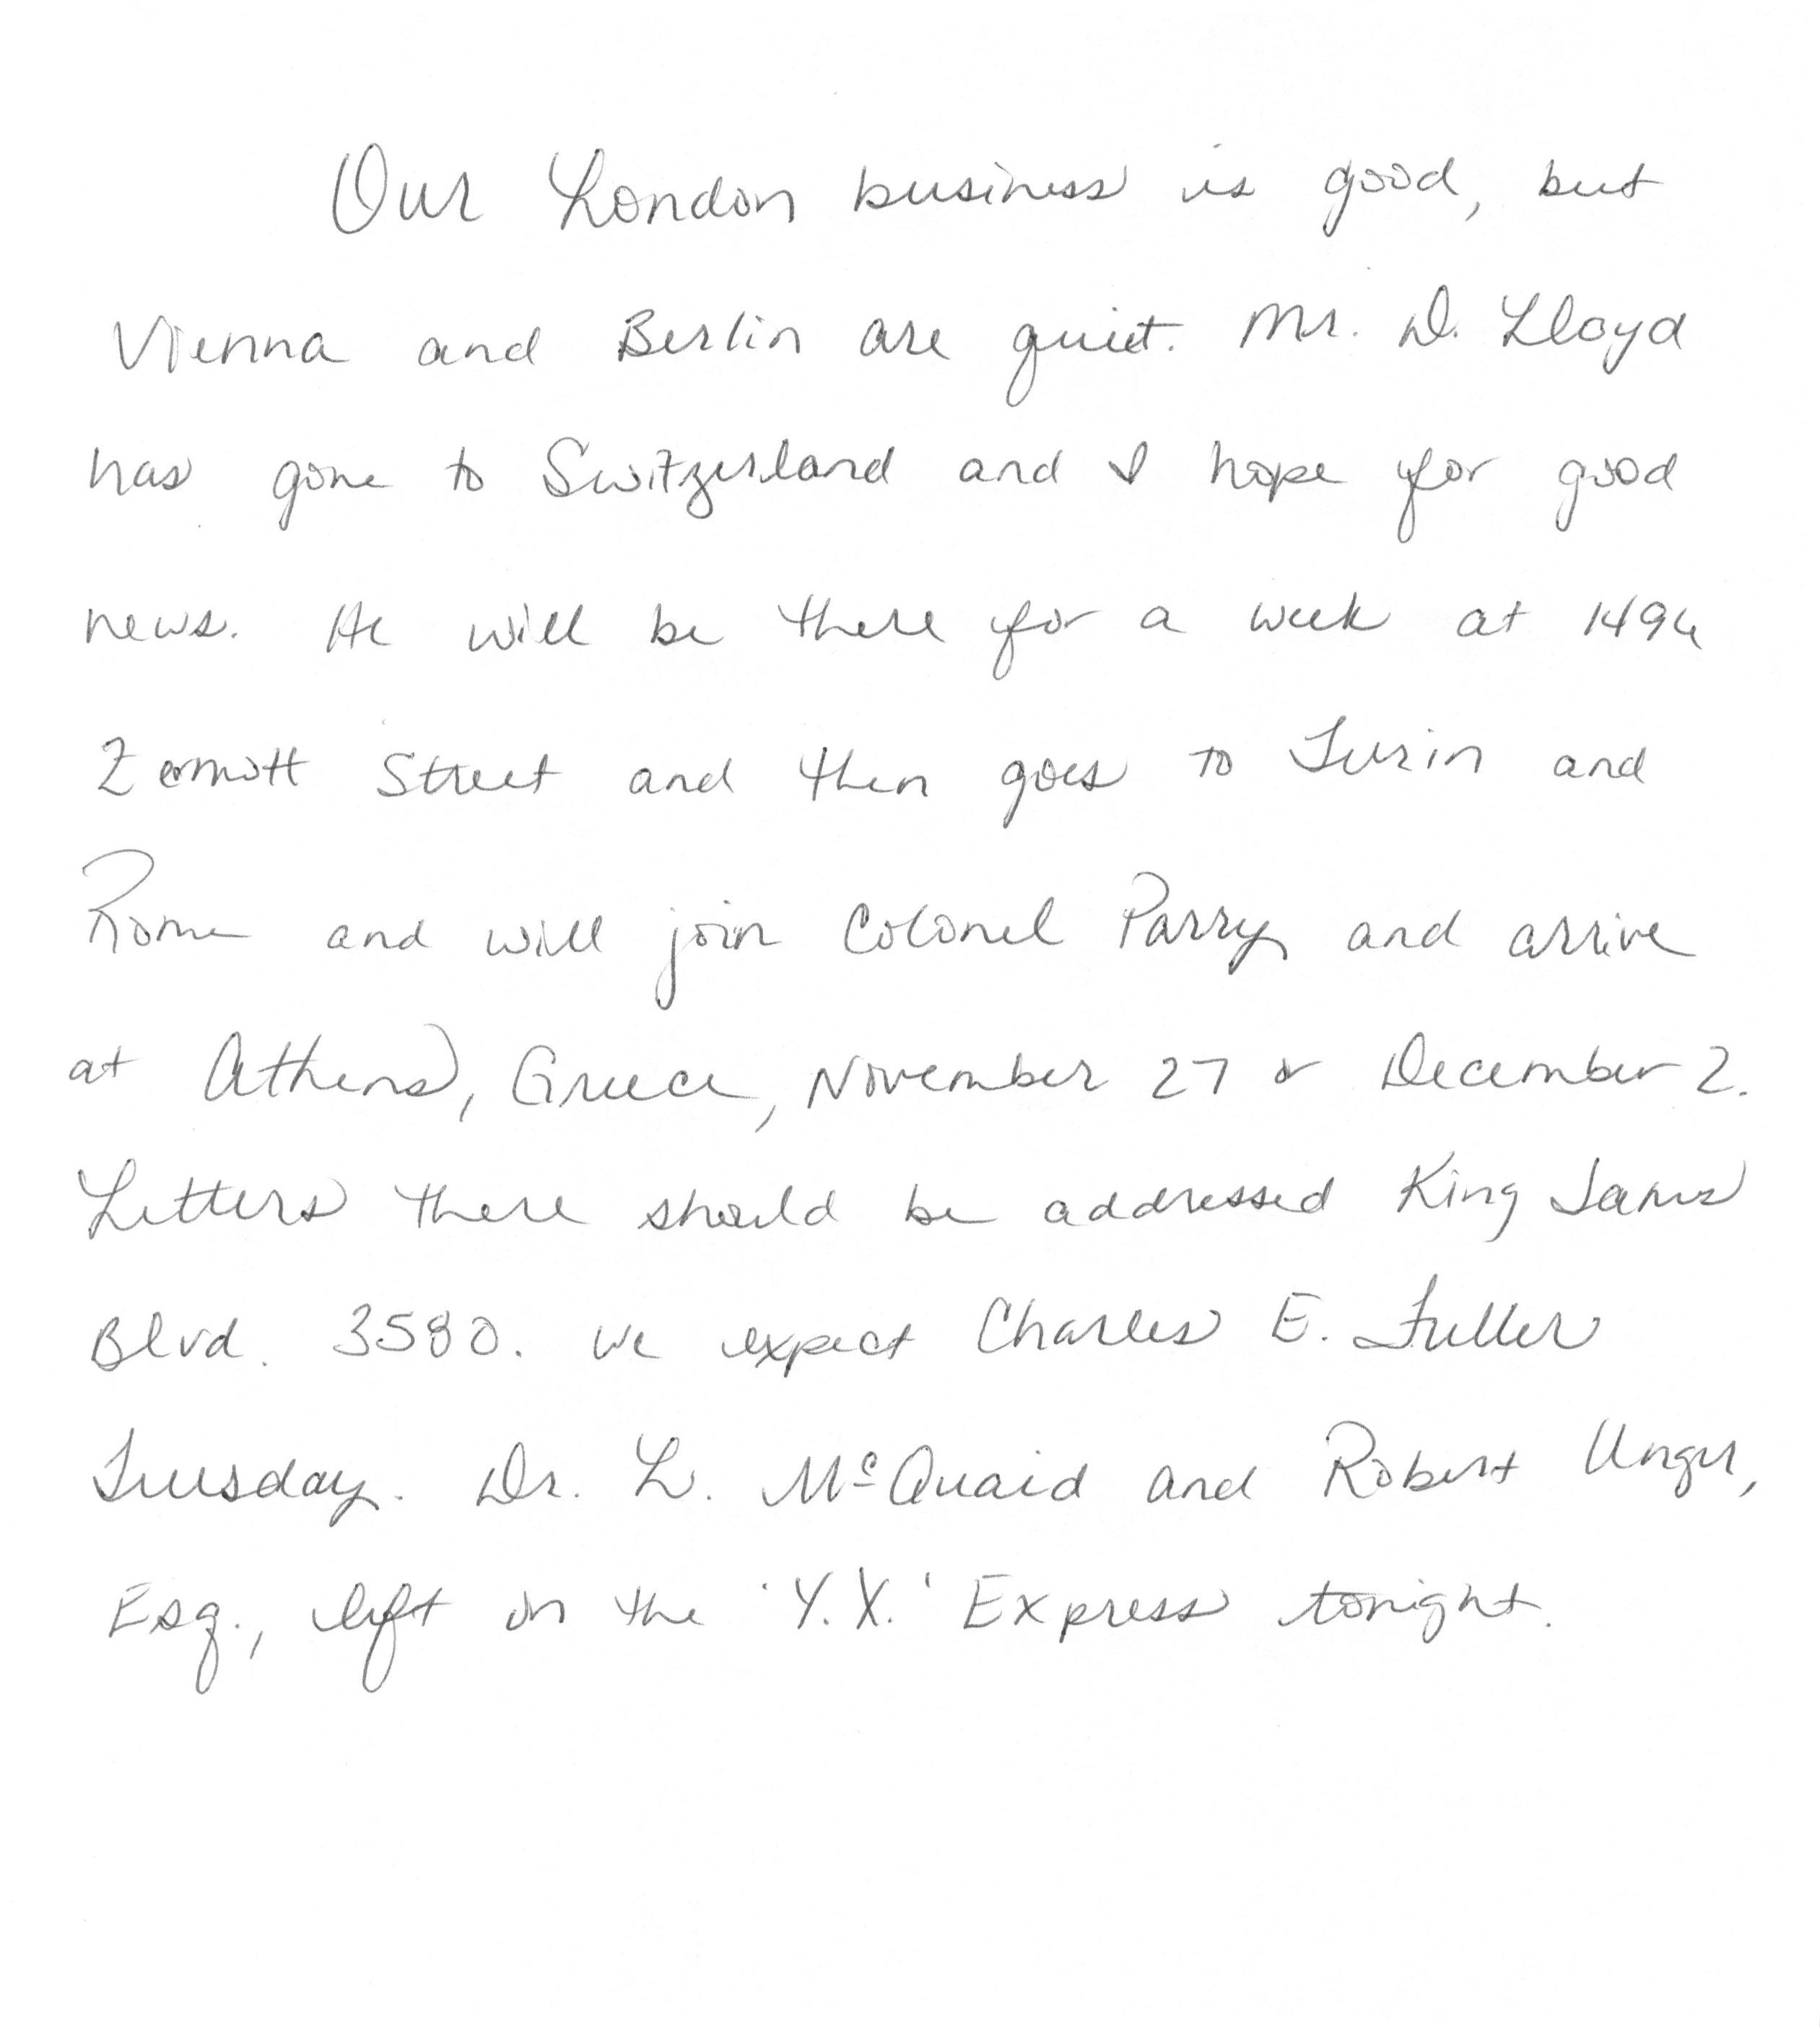 Our London business is good, but
Vienna and Berlin are quiet. Mr. D. Lloyd
has gone to Switzerland and I hope for good
news. He will be there for a week at 1496
Zermott Street and then goes to Turin and
Rome and will join Colonel Parry and arrive
at Athens, Greece, November 27 or December 2.
Letters there should be addressed King James
Blvd. 3580. We expect Charles E. Fuller
Tuesday. Dr. L. McQuaid and Robert Unger,
Esq., left on the 'Y.X.' Express tonight.